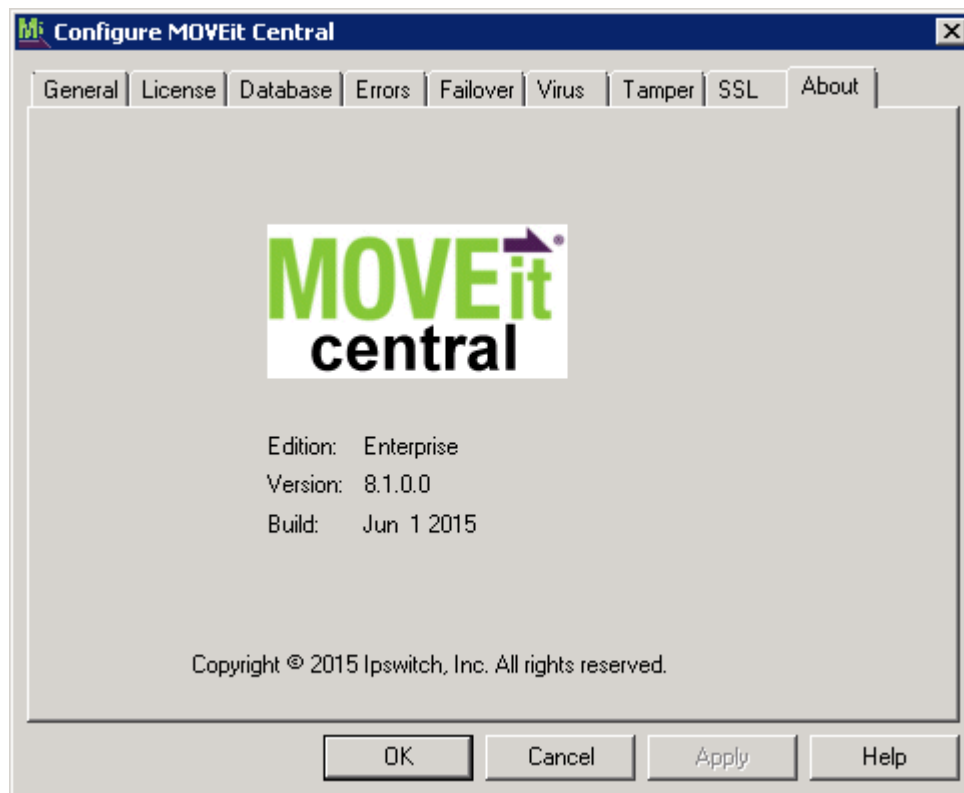 Configure MOVEit Central
General License Database Errors Failover Virus Tamper SSL About
MOVEit®
central
Edition: Enterprise
Version: 8.1.0.0
Build: Jun 1 2015
Copyright © 2015 Ipswitch, Inc. All rights reserved.
OK Cancel Apply Help